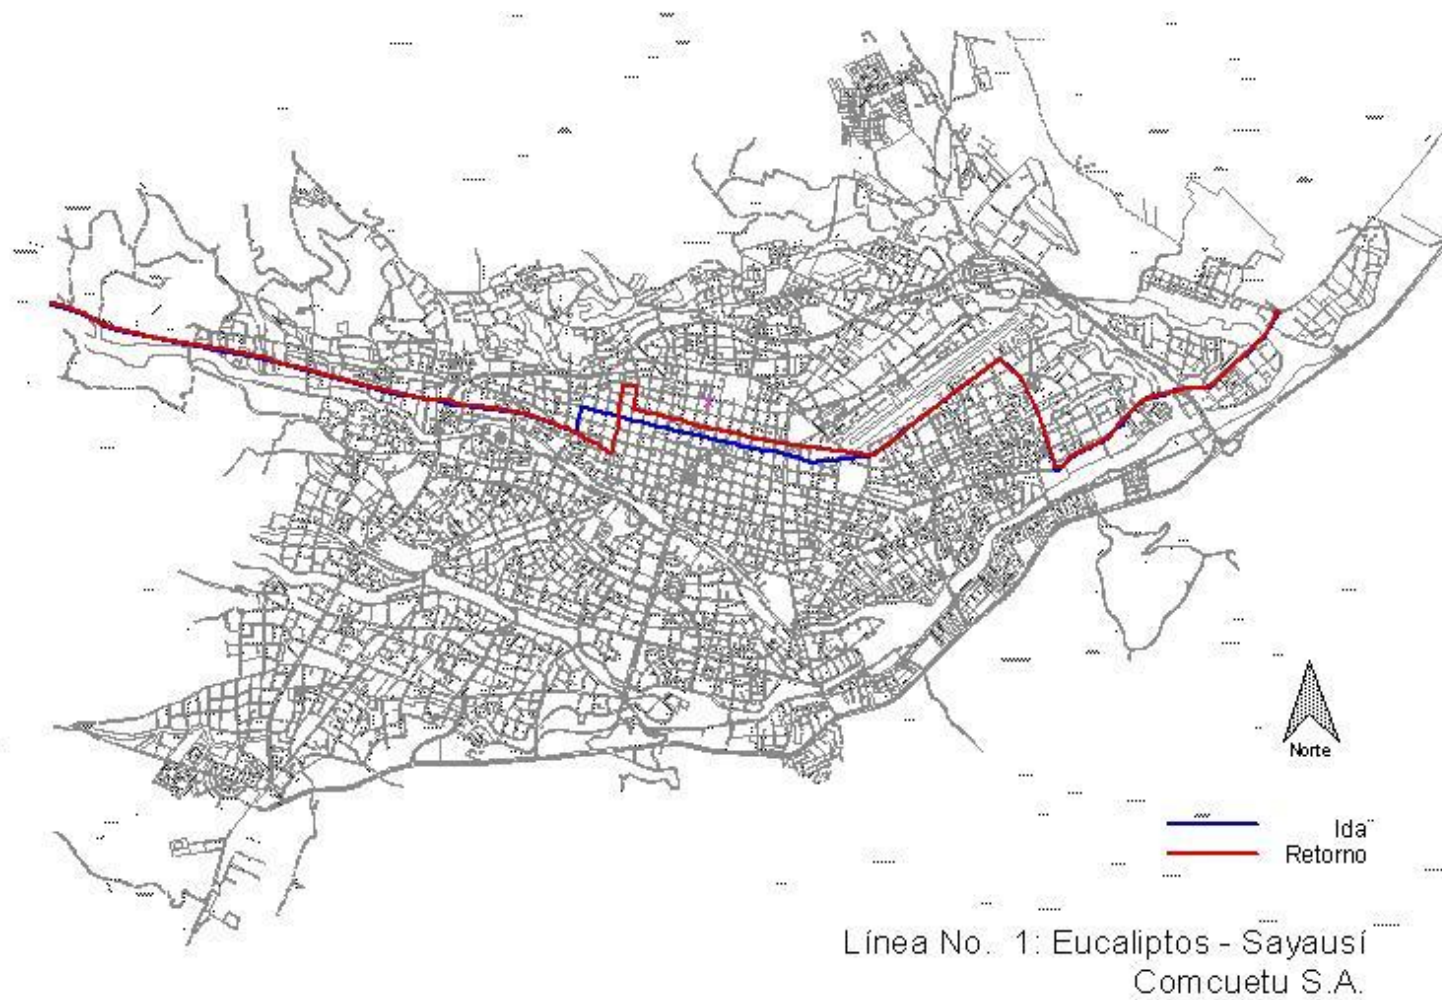 Norte
Ida
Retorno
Línea No. 1: Eucaliptos - Sayausí
Comcuetu S.A.